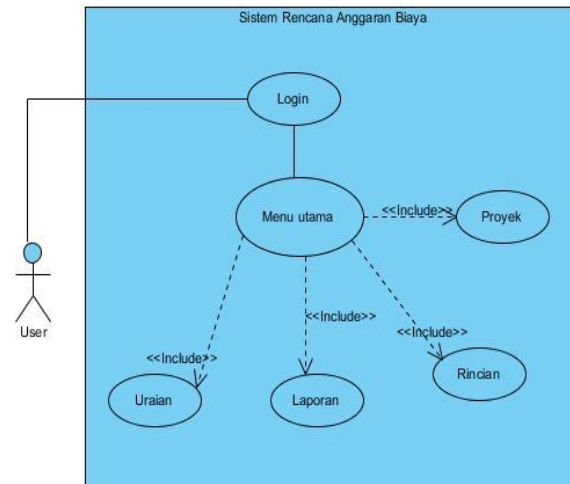 Sistem Rencana Anggaran Biaya
Login
Menu utama
<<Include>>
Proyek
User
<<Include>>
<<Include>>
<<Include>>
Uraian
Laporan
Rincian